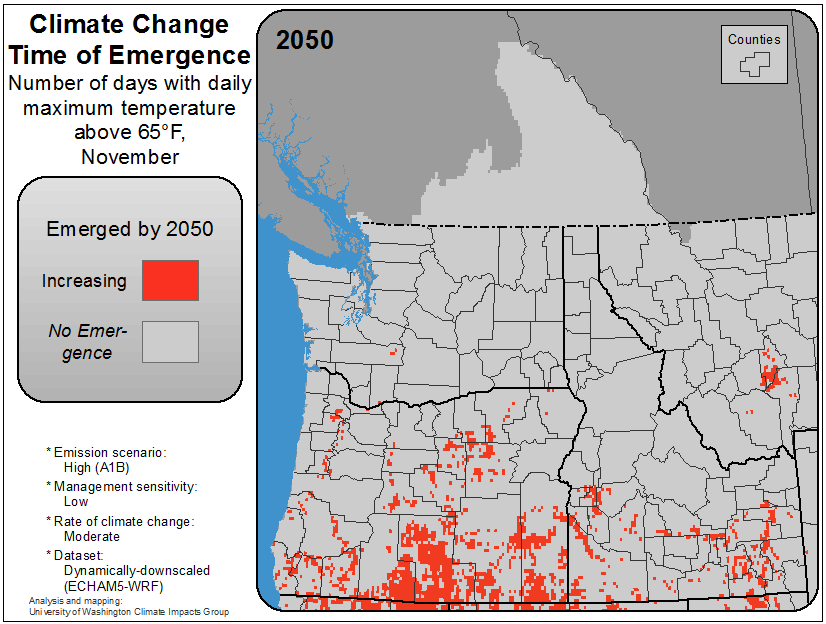 Climate Change
Time of Emergence
Number of days with daily
maximum temperature
above 65°F,
November
Emerged by 2050
Increasing
No Emer-
gence
* Emission scenario:
High (A1B)
* Management sensitivity:
Low
* Rate of climate change:
Moderate
* Dataset:
Dynamically-downscaled
(ECHAM5-WRF)
Analysis and mapping:
University of Washington Climate Impacts Group
2050
Counties